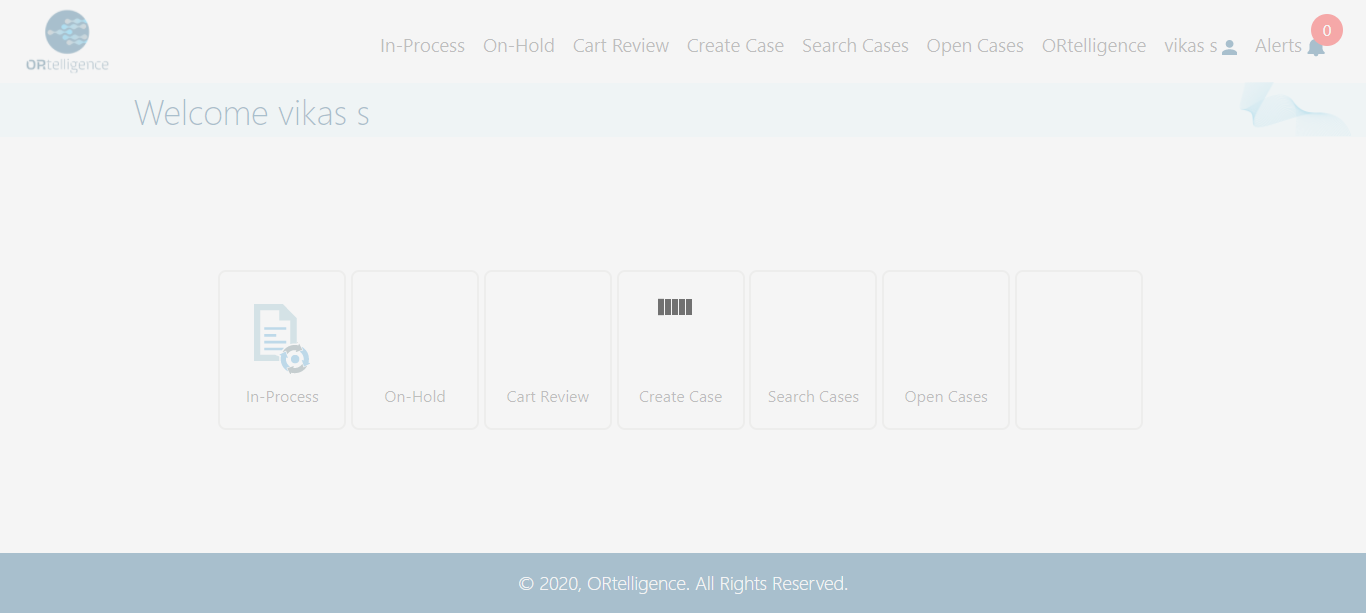 ORtelligence
In-Process On-Hold Cart Review Create Case Search Cases Open Cases ORtelligence vikas s Alerts 0
Welcome vikas s
In-Process On-Hold Cart Review Create Case Search Cases Open Cases
© 2020, ORtelligence. All Rights Reserved.